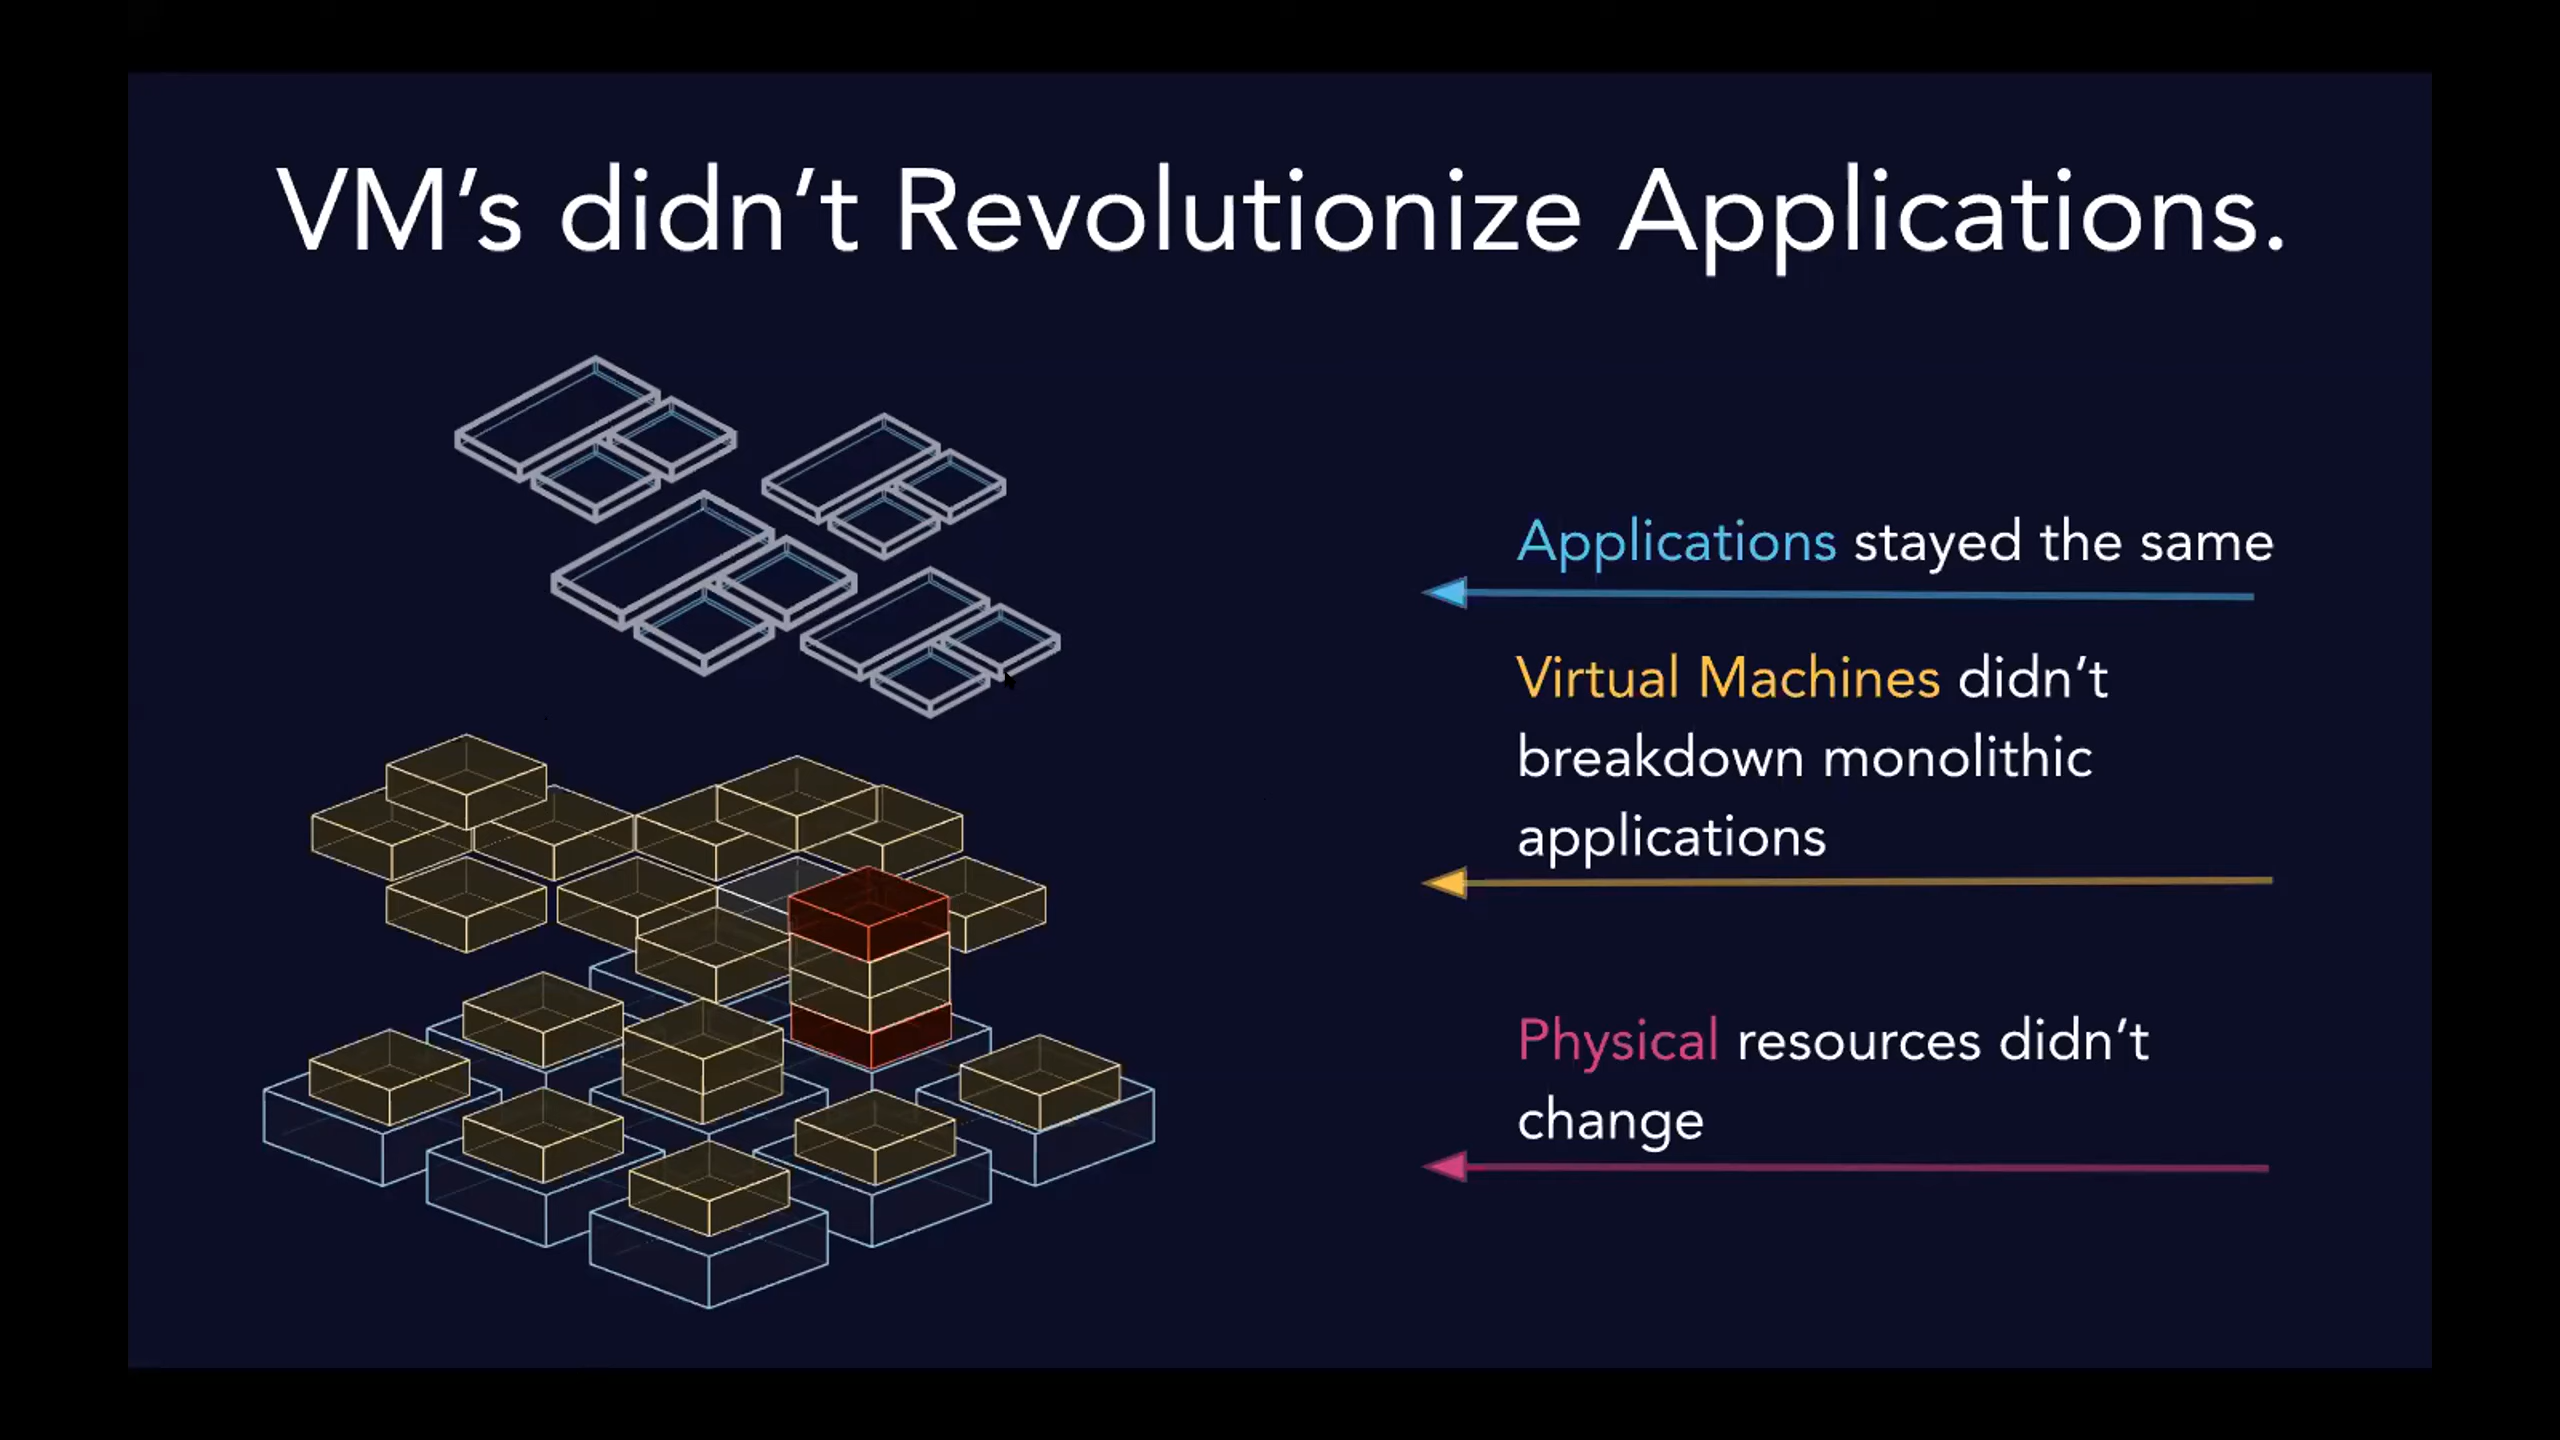 VM’s didn’t Revolutionize Applications.
Applications stayed the same
Virtual Machines didn’t
breakdown monolithic
applications
Physical resources didn’t
change